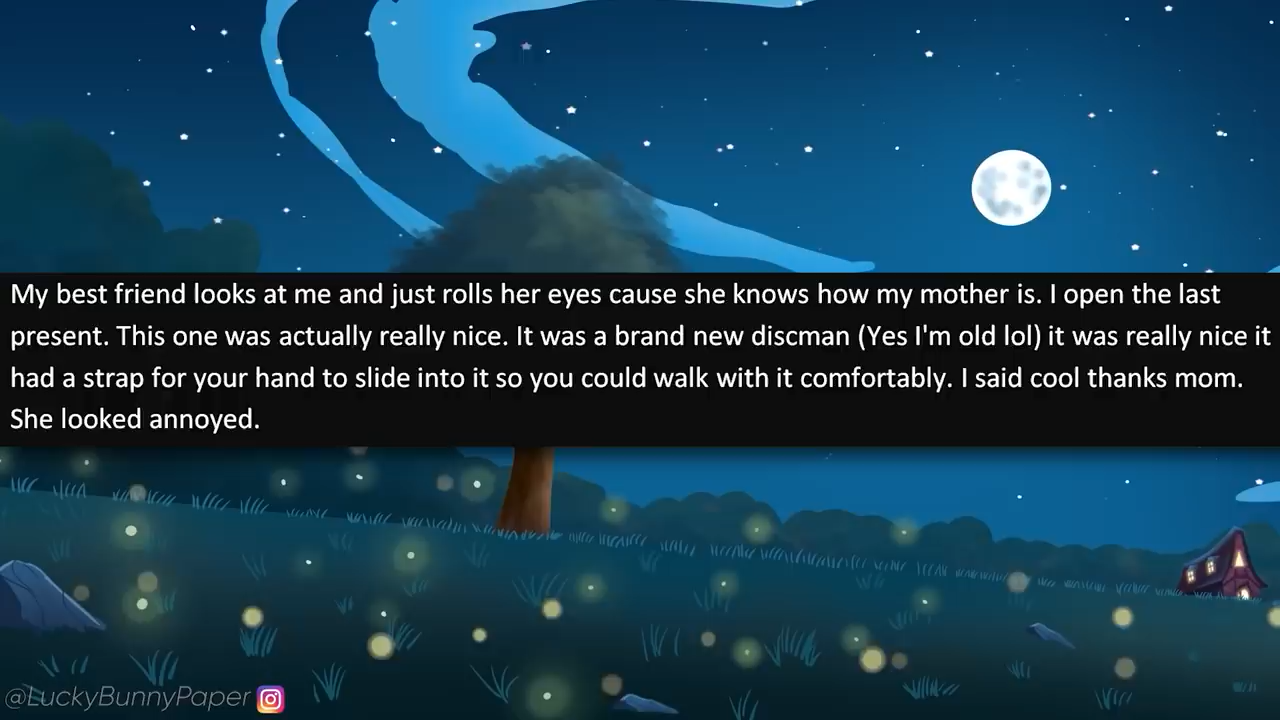 My best friend looks at me and just rolls her eyes cause she knows how my mother is. I open the last
present. This one was actually really nice. It was a brand new discman (Yes I'm old lol) it was really nice it
had a strap for your hand to slide into it so you could walk with it comfortably. I said cool thanks mom.
She looked annoyed.
@LuckyBunnyPaper